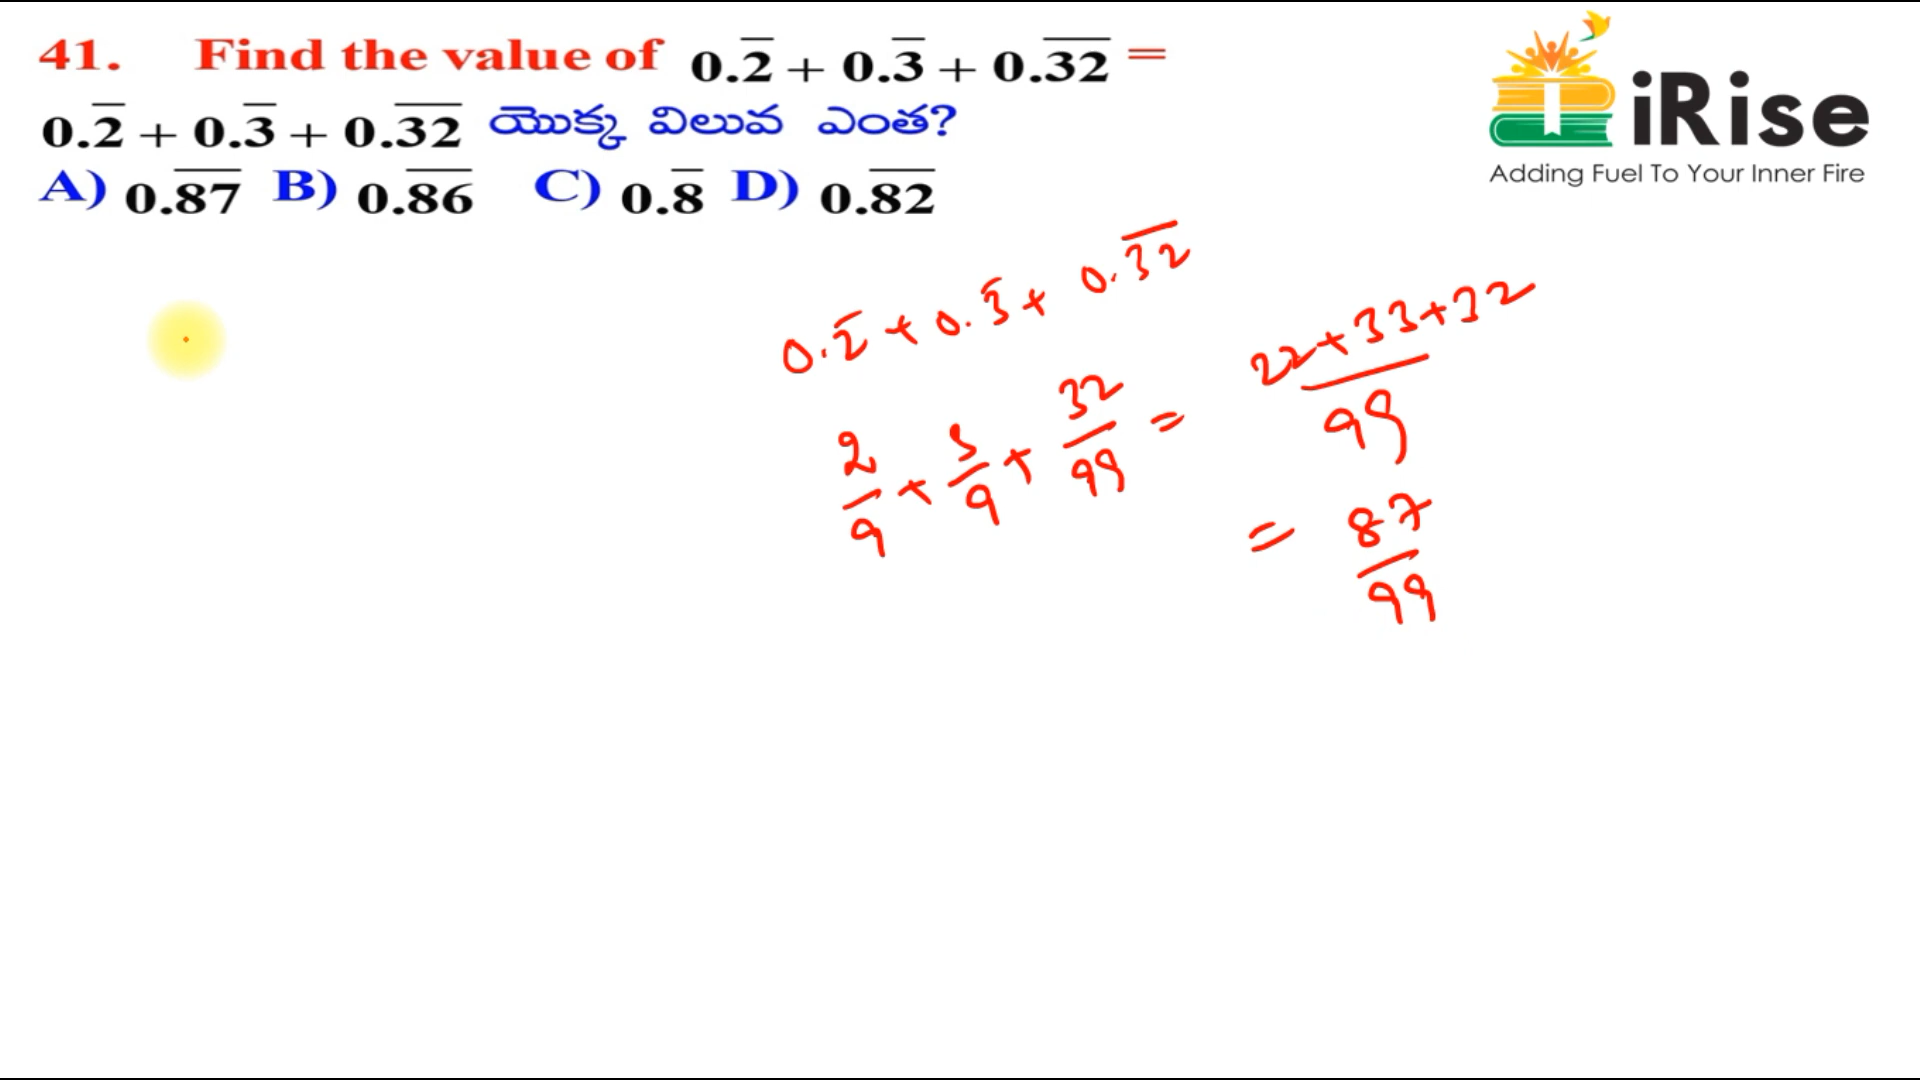 41. Find the value of 0.2̅ + 0.3̅ + 0.3̅2̅ =
0.2̅ + 0.3̅ + 0.3̅2̅ యొక్క విలువ ఎంత?
A) 0.8̅7̅ B) 0.8̅6̅ C) 0.8̅ D) 0.8̅2̅
iRise
Adding Fuel To Your Inner Fire
0.2̅ + 0.3̅ + 0.3̅2̅
2/9 + 3/9 + 32/99 = 22+33+32/99
= 87/99